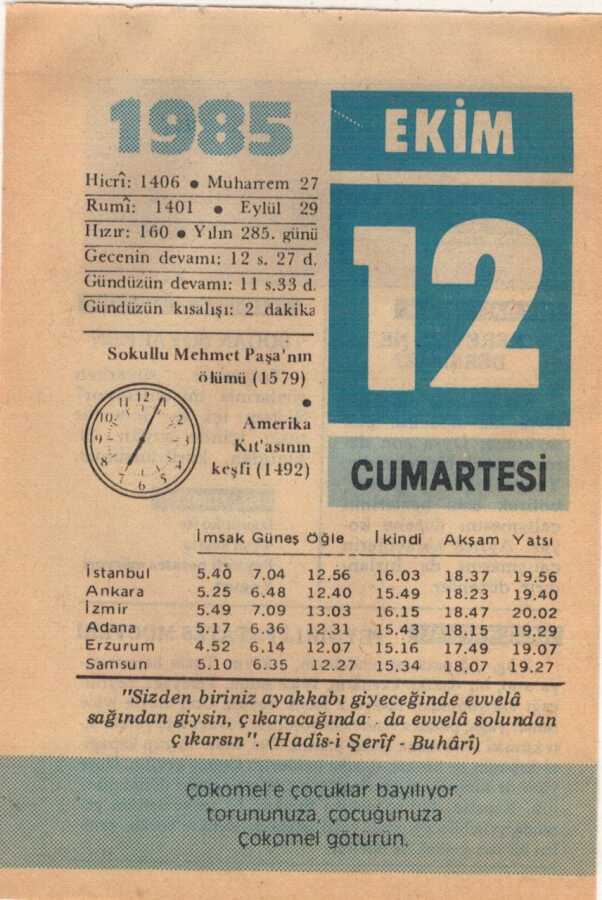 1985
EKİM
Hicrî: 1406 ● Muharrem 27
Rumî: 1401 ● Eylül 29
Hızır: 160 ● Yılın 285. günü
Gecenin devamı: 12 s. 27 d.
Gündüzün devamı: 11 s.33 d.
Gündüzün kısalışı: 2 dakika
12
Sokullu Mehmet Paşa'nın
ölümü (1579)
●
Amerika
Kıt'asının
keşfi (1492)
CUMARTESİ
İmsak Güneş Öğle İkindi Akşam Yatsı
İstanbul 5.40 7.04 12.56 16.03 18.37 19.56
Ankara 5.25 6.48 12.40 15.49 18.23 19.40
İzmir 5.49 7.09 13.03 16.15 18.47 20.02
Adana 5.17 6.36 12.31 15.43 18.15 19.29
Erzurum 4.52 6.14 12.07 15.16 17.49 19.07
Samsun 5.10 6.35 12.27 15.34 18.07 19.27
"Sizden biriniz ayakkabı giyeceğinde evvelâ
sağından giysin, çıkaracağında da evvelâ solundan
çıkarsın". (Hadîs-i Şerîf - Buhârî)
Çokomel'e çocuklar bayılıyor
torununuza, çocuğunuza
Çokomel götürün.